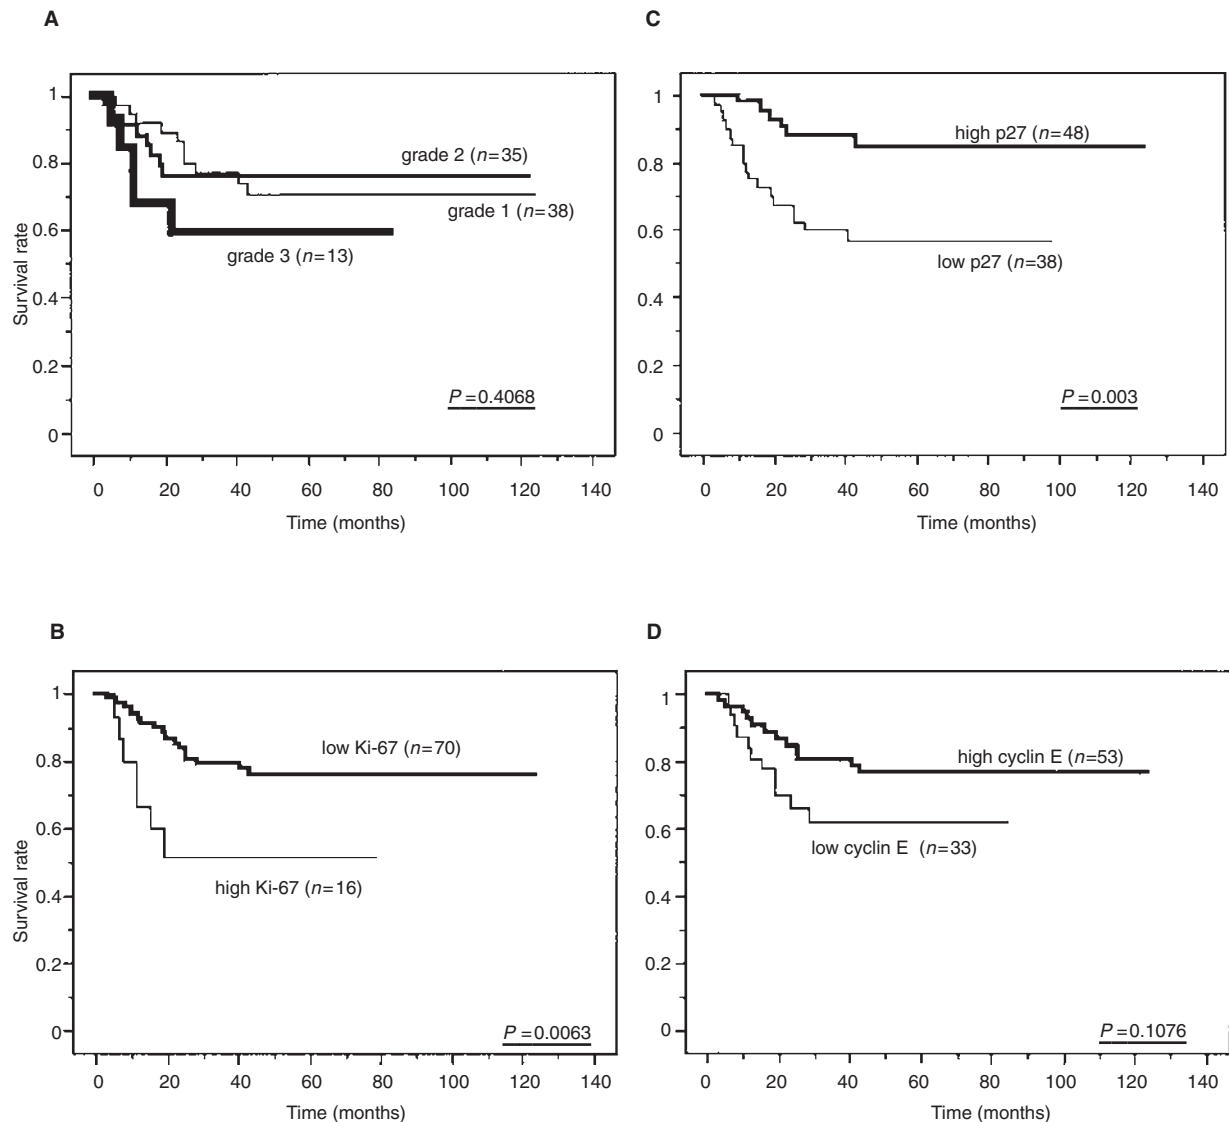 A
Survival rate
1
0.8
0.6
0.4
0.2
0
grade 2 (n=35)
grade 1 (n=38)
grade 3 (n=13)
P=0.4068
0 20 40 60 80 100 120 140
Time (months)
C
1
0.8
0.6
0.4
0.2
0
high p27 (n=48)
low p27 (n=38)
P=0.003
0 20 40 60 80 100 120 140
Time (months)
B
Survival rate
1
0.8
0.6
0.4
0.2
0
low Ki-67 (n=70)
high Ki-67 (n=16)
P=0.0063
0 20 40 60 80 100 120 140
Time (months)
D
1
0.8
0.6
0.4
0.2
0
high cyclin E (n=53)
low cyclin E (n=33)
P=0.1076
0 20 40 60 80 100 120 140
Time (months)